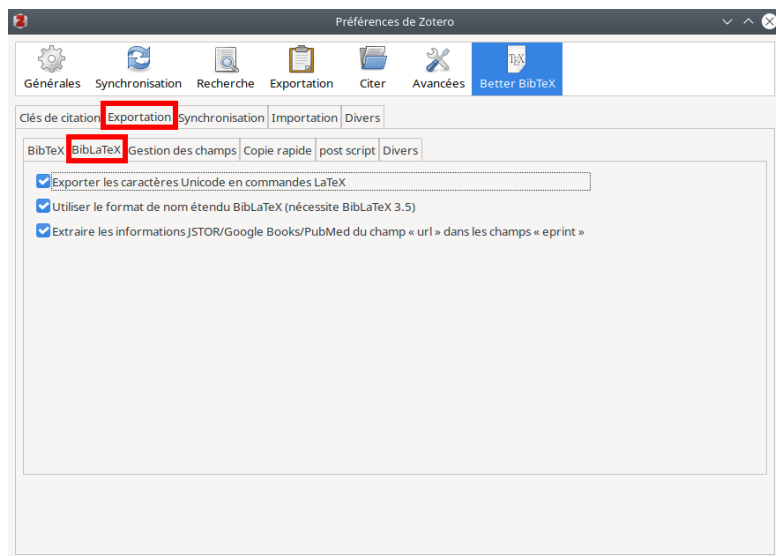 Préférences de Zotero
Générales Synchronisation Recherche Exportation Citer Avancées Better BibTeX
Clés de citation Exportation Synchronisation Importation Divers
BibTeX BibLaTeX Gestion des champs Copie rapide post script Divers
Exporter les caractères Unicode en commandes LaTeX
Utiliser le format de nom étendu BibLaTeX (nécessite BibLaTeX 3.5)
Extraire les informations JSTOR/Google Books/PubMed du champ « url » dans les champs « eprint »